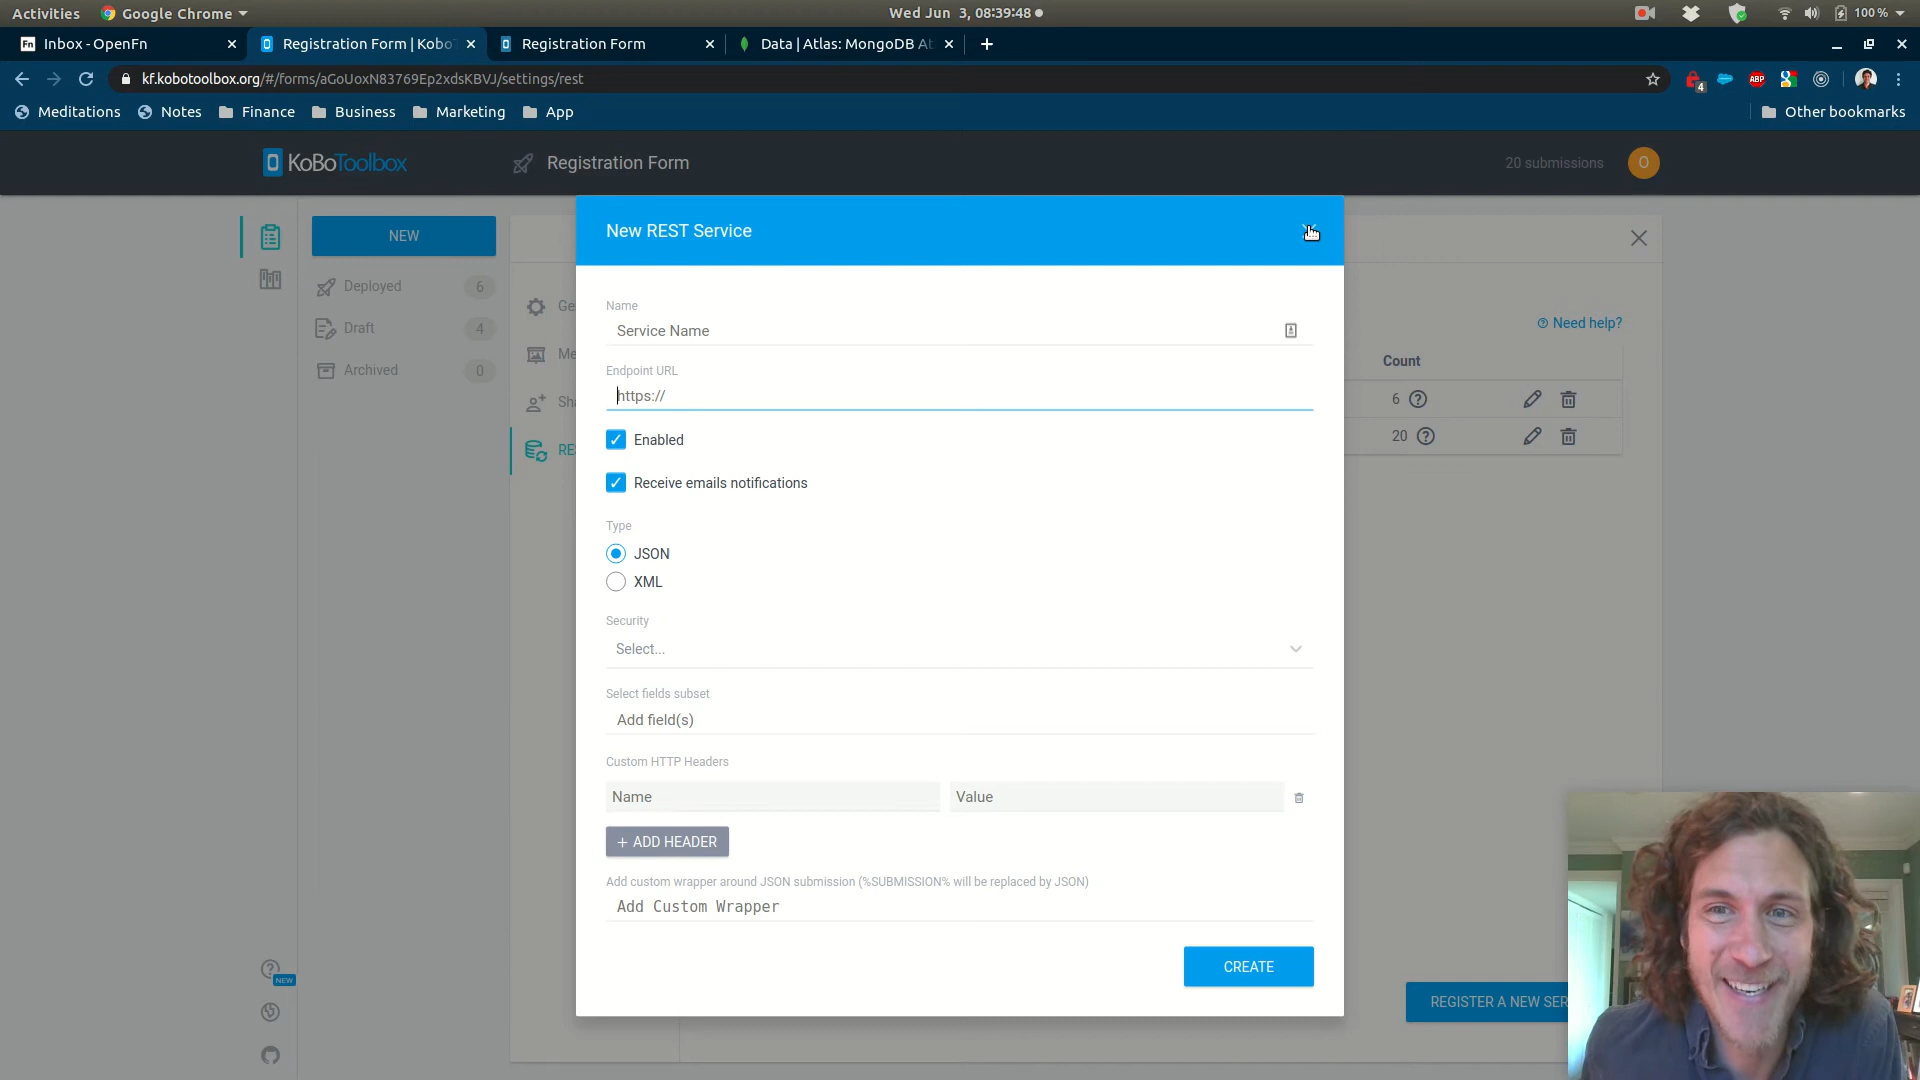 Activities Google Chrome Wed Jun 3, 08:39:48 100 %
Fn Inbox - OpenFn Registration Form | Kobo Registration Form Data | Atlas: MongoDB At
kf.kobotoolbox.org/#/forms/aGoUoxN83769Ep2xdsKBVJ/settings/rest 4 ABP
Meditations Notes Finance Business Marketing App Other bookmarks
KoBoToolbox Registration Form 20 submissions O
New REST Service
NEW
Deployed 6
Draft 4
Archived 0
Ge
Me
Sha
RE
Need help?
Count
6
20
Name
Service Name
Endpoint URL
https://
Enabled
Receive emails notifications
Type
JSON
XML
Security
Select...
Select fields subset
Add field(s)
Custom HTTP Headers
Name Value
+ ADD HEADER
Add custom wrapper around JSON submission (%SUBMISSION% will be replaced by JSON)
Add Custom Wrapper
CREATE
NEW
REGISTER A NEW SER